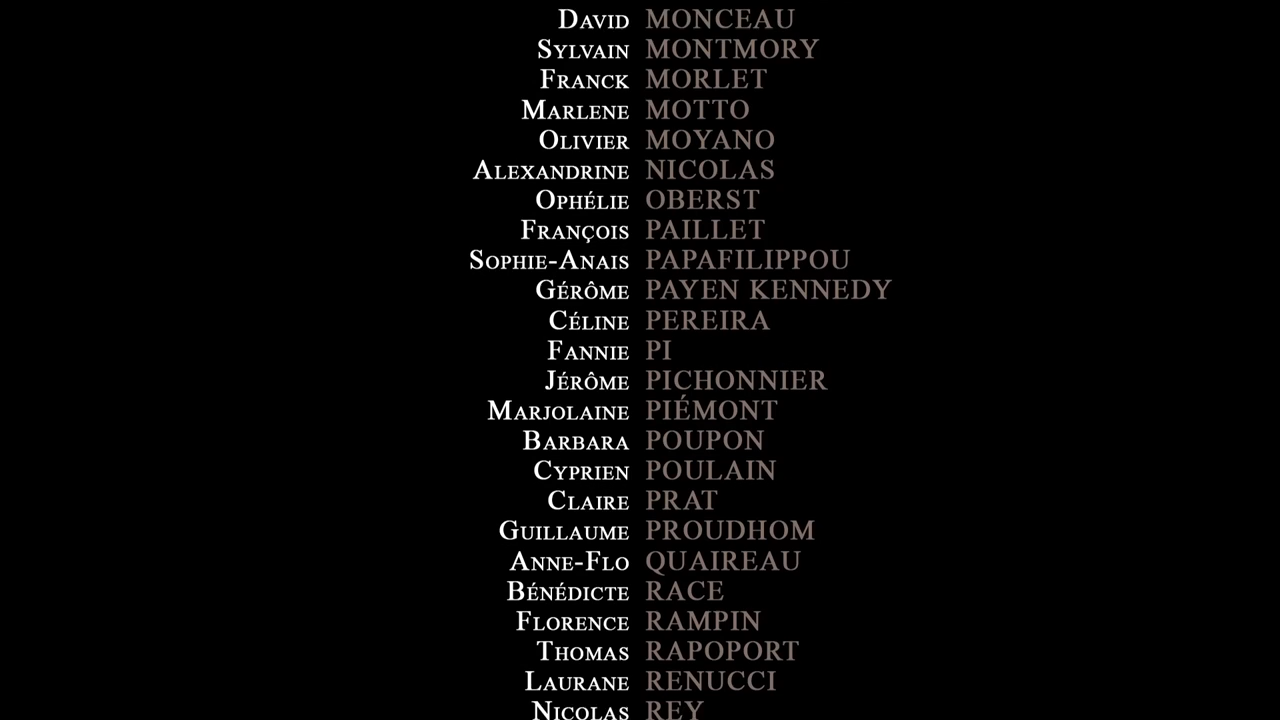 David MONCEAU
Sylvain MONTMORY
Franck MORLET
Marlene MOTTO
Olivier MOYANO
Alexandrine NICOLAS
Ophélie OBERST
François PAILLET
Sophie-Anais PAPAFILIPPOU
Gérôme PAYEN KENNEDY
Céline PEREIRA
Fannie PI
Jérôme PICHONNIER
Marjolaine PIÉMONT
Barbara POUPON
Cyprien POULAIN
Claire PRAT
Guillaume PROUDHOM
Anne-Flo QUAIREAU
Bénédicte RACE
Florence RAMPIN
Thomas RAPOPORT
Laurane RENUCCI
Nicolas REY